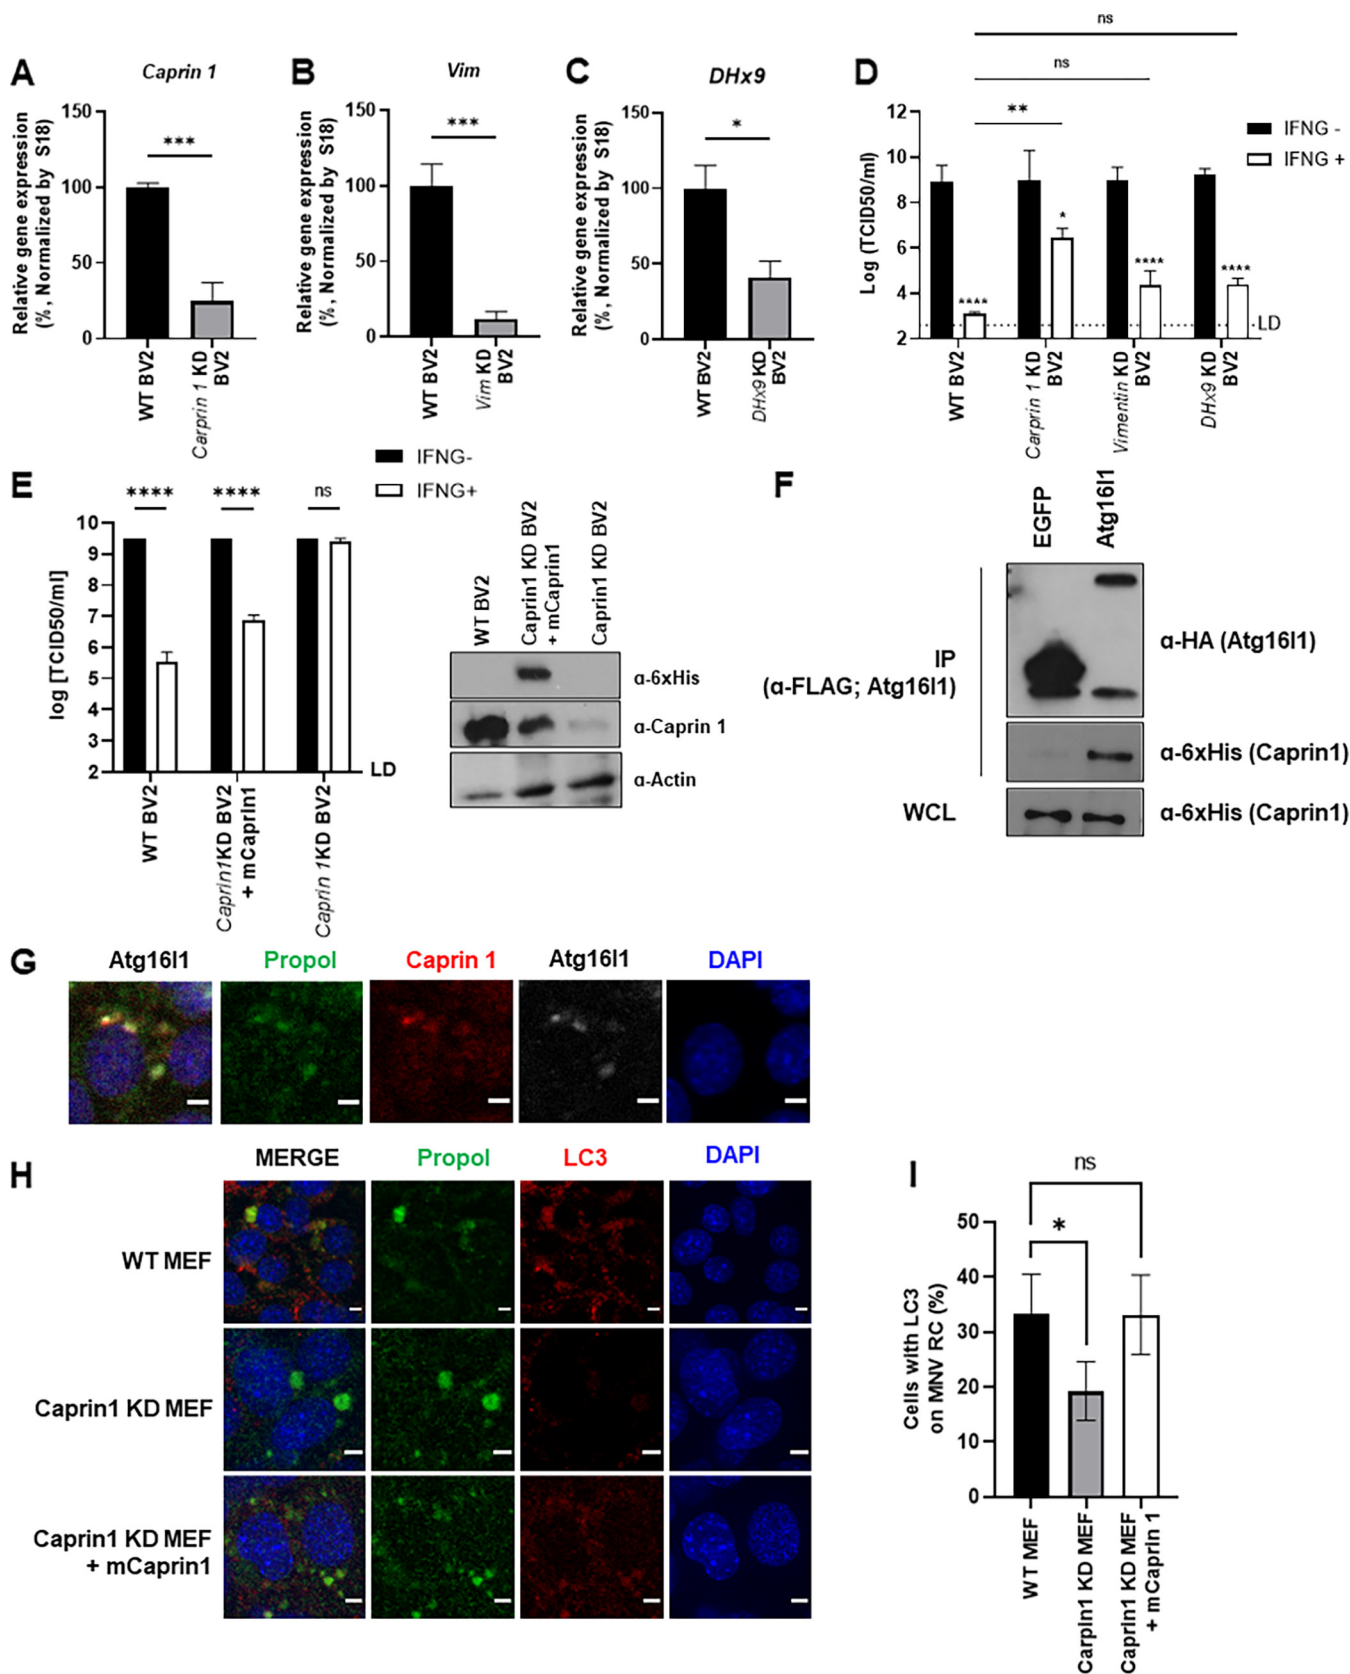 ns
A
Caprin 1
B
Vim
C
DHx9
D
ns
**
IFNG -
IFNG +
Relative gene expression
(%, Normalized by S18)
150
100
50
0
***
WT BV2
Carprin 1 KD
BV2
Relative gene expression
(%, Normalized by S18)
150
100
50
0
***
WT BV2
Vim KD
BV2
Relative gene expression
(%, Normalized by S18)
150
100
50
0
*
WT BV2
DHx9 KD
BV2
Log (TCID50/ml)
12
10
8
6
4
2
****
*
****
****
LD
WT BV2
Carprin 1 KD
BV2
Vimentin KD
BV2
DHx9 KD
BV2
E
IFNG-
IFNG+
****
****
ns
log [TCID50/ml]
10
9
8
7
6
5
4
3
2
LD
WT BV2
Caprin1KD BV2
+ mCaprIn1
Caprin 1KD BV2
WT BV2
Caprin1 KD BV2
+ mCaprin1
Caprin1 KD BV2
α-6xHis
α-Caprin 1
α-Actin
F
EGFP
Atg16l1
IP
(α-FLAG; Atg16l1)
α-HA (Atg16l1)
α-6xHis (Caprin1)
WCL
α-6xHis (Caprin1)
G
Atg16l1
Propol
Caprin 1
Atg16l1
DAPI
H
MERGE
Propol
LC3
DAPI
WT MEF
Caprin1 KD MEF
Caprin1 KD MEF
+ mCaprin1
I
ns
*
Cells with LC3
on MNV RC (%)
50
40
30
20
10
0
WT MEF
CarpIn1 KD MEF
Caprin1 KD MEF
+ mCaprin 1